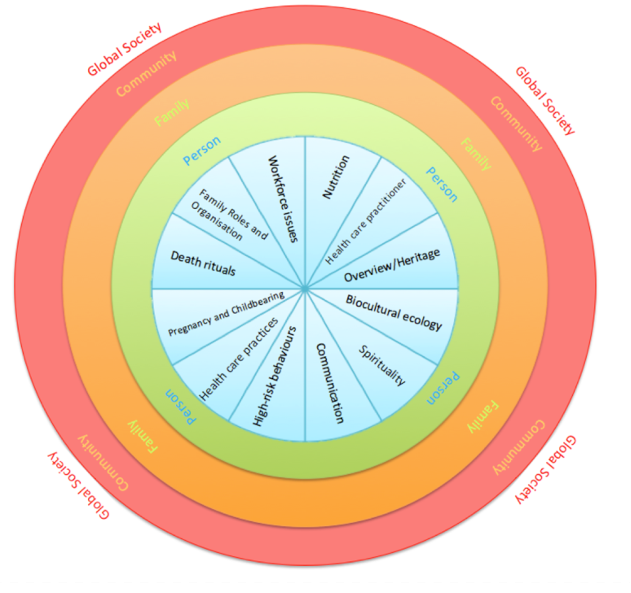 Global Society
Global Society
Community
Community
Family
Family
Person
Person
Workforce issues
Nutrition
Family Roles and
Organisation
Health care practitioner
Death rituals
Overview/Heritage
Pregnancy and Childbearing
Biocultural ecology
Health care practices
Spirituality
High-risk behaviours
Communication
Person
Person
Family
Family
Community
Community
Global Society
Global Society